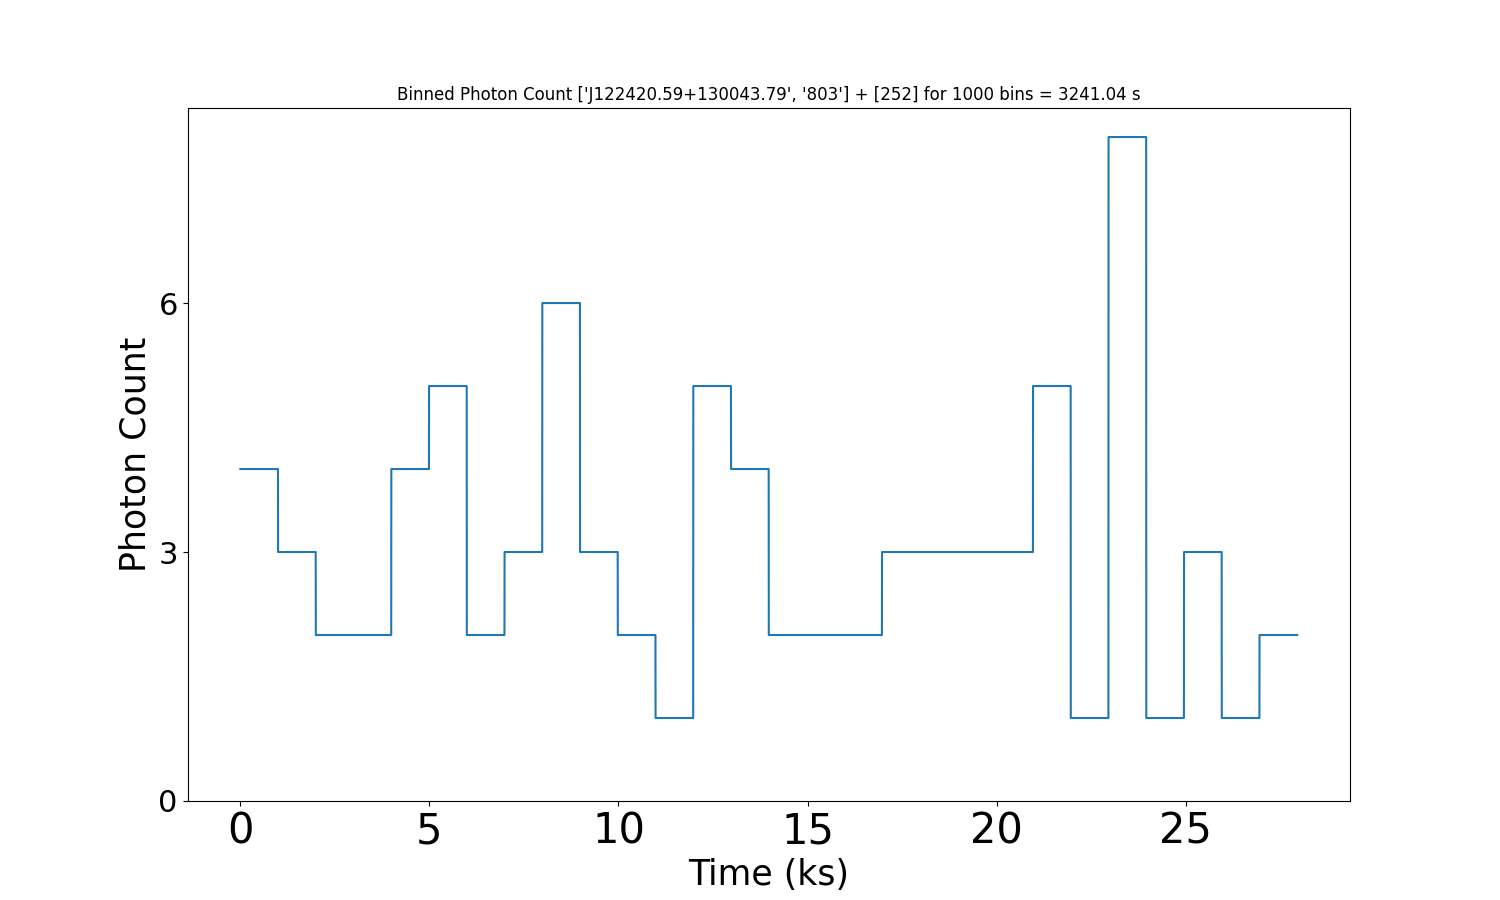 Binned Photon Count ['J122420.59+130043.79', '803'] + [252] for 1000 bins = 3241.04 s
Photon Count
6
3
0
0 5 10 15 20 25
Time (ks)